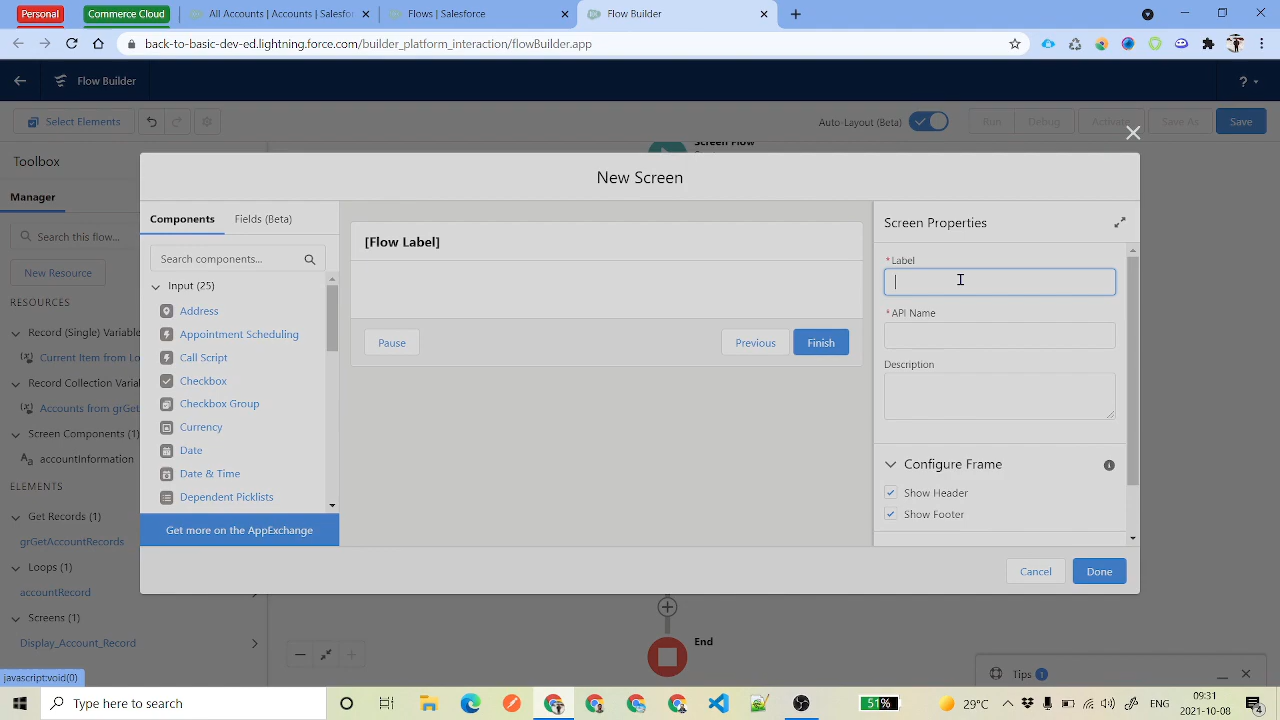 Personal
Commerce Cloud
All Accounts | Accounts | Salesfor
Flows | Salesforce
New Builder
back-to-basic-dev-ed.lightning.force.com/builder_platform_interaction/flowBuilder.app
Flow Builder
?
Select Elements
Auto-Layout (Beta)
Run
Debug
Activate
Save As
Save
Screen Flow
Toolbox
Manager
Search this flow...
New Resource
RESOURCES
Record (Single) Variable
Current Item from Lo
Record Collection Varia
Accounts from grGet
Screen Components (1)
accountInformation
ELEMENTS
Get Records (1)
grGetAccountRecords
Loops (1)
accountRecord
Screens (1)
Display_Account_Record
New Screen
Components
Fields (Beta)
Search components...
Input (25)
Address
Appointment Scheduling
Call Script
Checkbox
Checkbox Group
Currency
Date
Date & Time
Dependent Picklists
Get more on the AppExchange
[Flow Label]
Pause
Previous
Finish
Screen Properties
* Label
* API Name
Description
Configure Frame
Show Header
Show Footer
Cancel
Done
End
Tips 1
javascript:void(0)
Type here to search
51%
29°C
ENG
09:31
2021-10-08
4